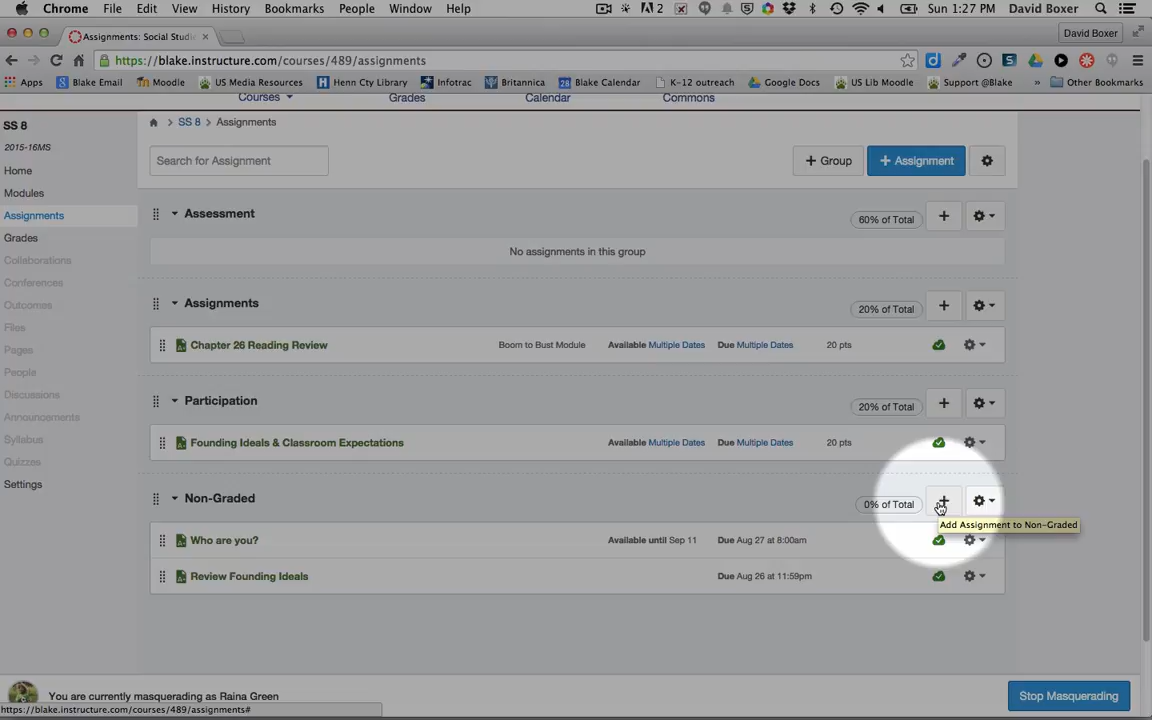 Chrome File Edit View History Bookmarks People Window Help 2 Sun 1:27 PM David Boxer
Assignments: Social Studie × David Boxer
https://blake.instructure.com/courses/489/assignments
Apps Blake Email Moodle US Media Resources Henn Cty Library Infotrac Britannica 28 Blake Calendar K–12 outreach Google Docs US Lib Moodle Support @Blake » Other Bookmarks
Courses Grades Calendar Commons
SS 8
2015-16MS
Home
Modules
Assignments
Grades
Collaborations
Conferences
Outcomes
Files
Pages
People
Discussions
Announcements
Syllabus
Quizzes
Settings
SS 8 > Assignments
Search for Assignment + Group + Assignment
Assessment 60% of Total +
No assignments in this group
Assignments 20% of Total +
Chapter 26 Reading Review Boom to Bust Module Available Multiple Dates Due Multiple Dates 20 pts
Participation 20% of Total +
Founding Ideals & Classroom Expectations Available Multiple Dates Due Multiple Dates 20 pts
Non-Graded 0% of Total +
Add Assignment to Non-Graded
Who are you? Available until Sep 11 Due Aug 27 at 8:00am
Review Founding Ideals Due Aug 26 at 11:59pm
You are currently masquerading as Raina Green Stop Masquerading
https://blake.instructure.com/courses/489/assignments#